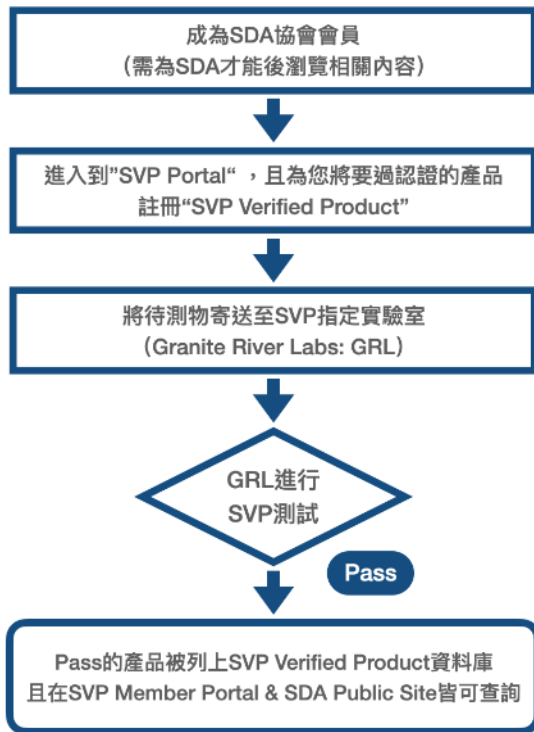 成為SDA協會會員
（需為SDA才能後瀏覽相關內容）
進入到”SVP Portal“ ，且為您將要過認證的產品
註冊“SVP Verified Product”
將待測物寄送至SVP指定實驗室
（Granite River Labs: GRL）
GRL進行
SVP測試
Pass
Pass的產品被列上SVP Verified Product資料庫
且在SVP Member Portal & SDA Public Site皆可查詢